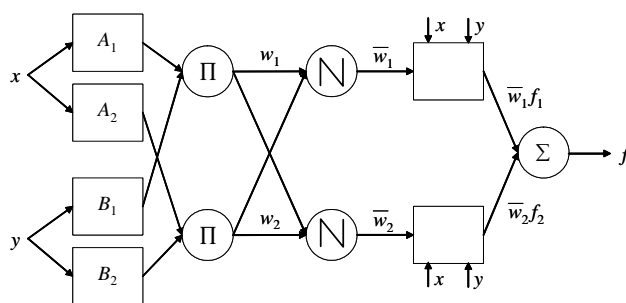 x y
A₁
w₁
w̅₁
x
Π
N
w̅₁f₁
A₂
Σ
f
B₁
w₂
w̅₂
w̅₂f₂
y
Π
N
B₂
x y